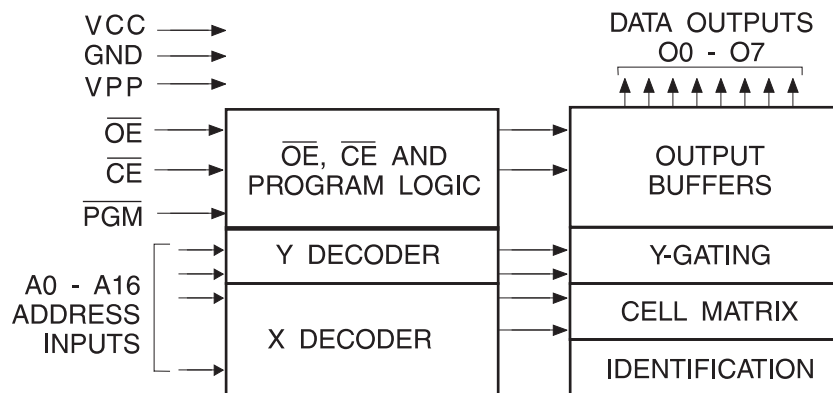 VCC
GND
VPP
OE
CE
PGM
A0 - A16
ADDRESS
INPUTS
OE, CE AND
PROGRAM LOGIC
Y DECODER
X DECODER
DATA OUTPUTS
O0 - O7
OUTPUT
BUFFERS
Y-GATING
CELL MATRIX
IDENTIFICATION